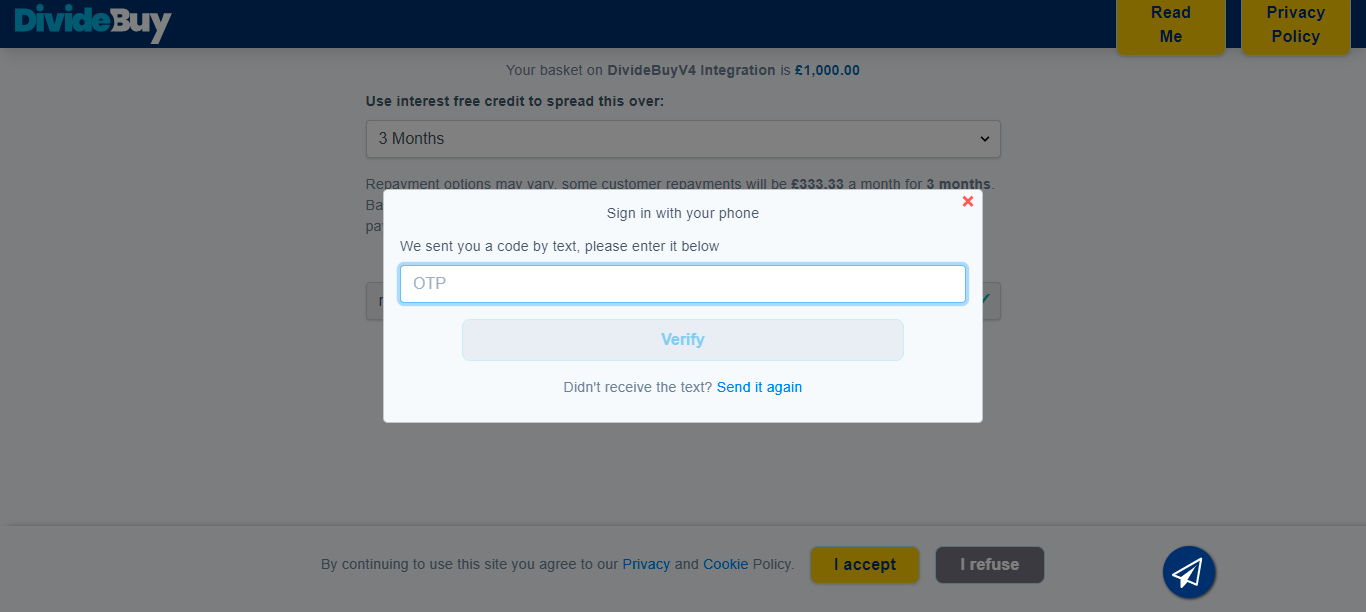 DivideBuy
Read
Me
Privacy
Policy
Your basket on DivideBuyV4 Integration is £1,000.00
Use interest free credit to spread this over:
3 Months
Repayment options may vary, some customer repayments will be £333.33 a month for 3 months.
Sign in with your phone
We sent you a code by text, please enter it below
OTP
Verify
Didn't receive the text? Send it again
By continuing to use this site you agree to our Privacy and Cookie Policy.
I accept
I refuse